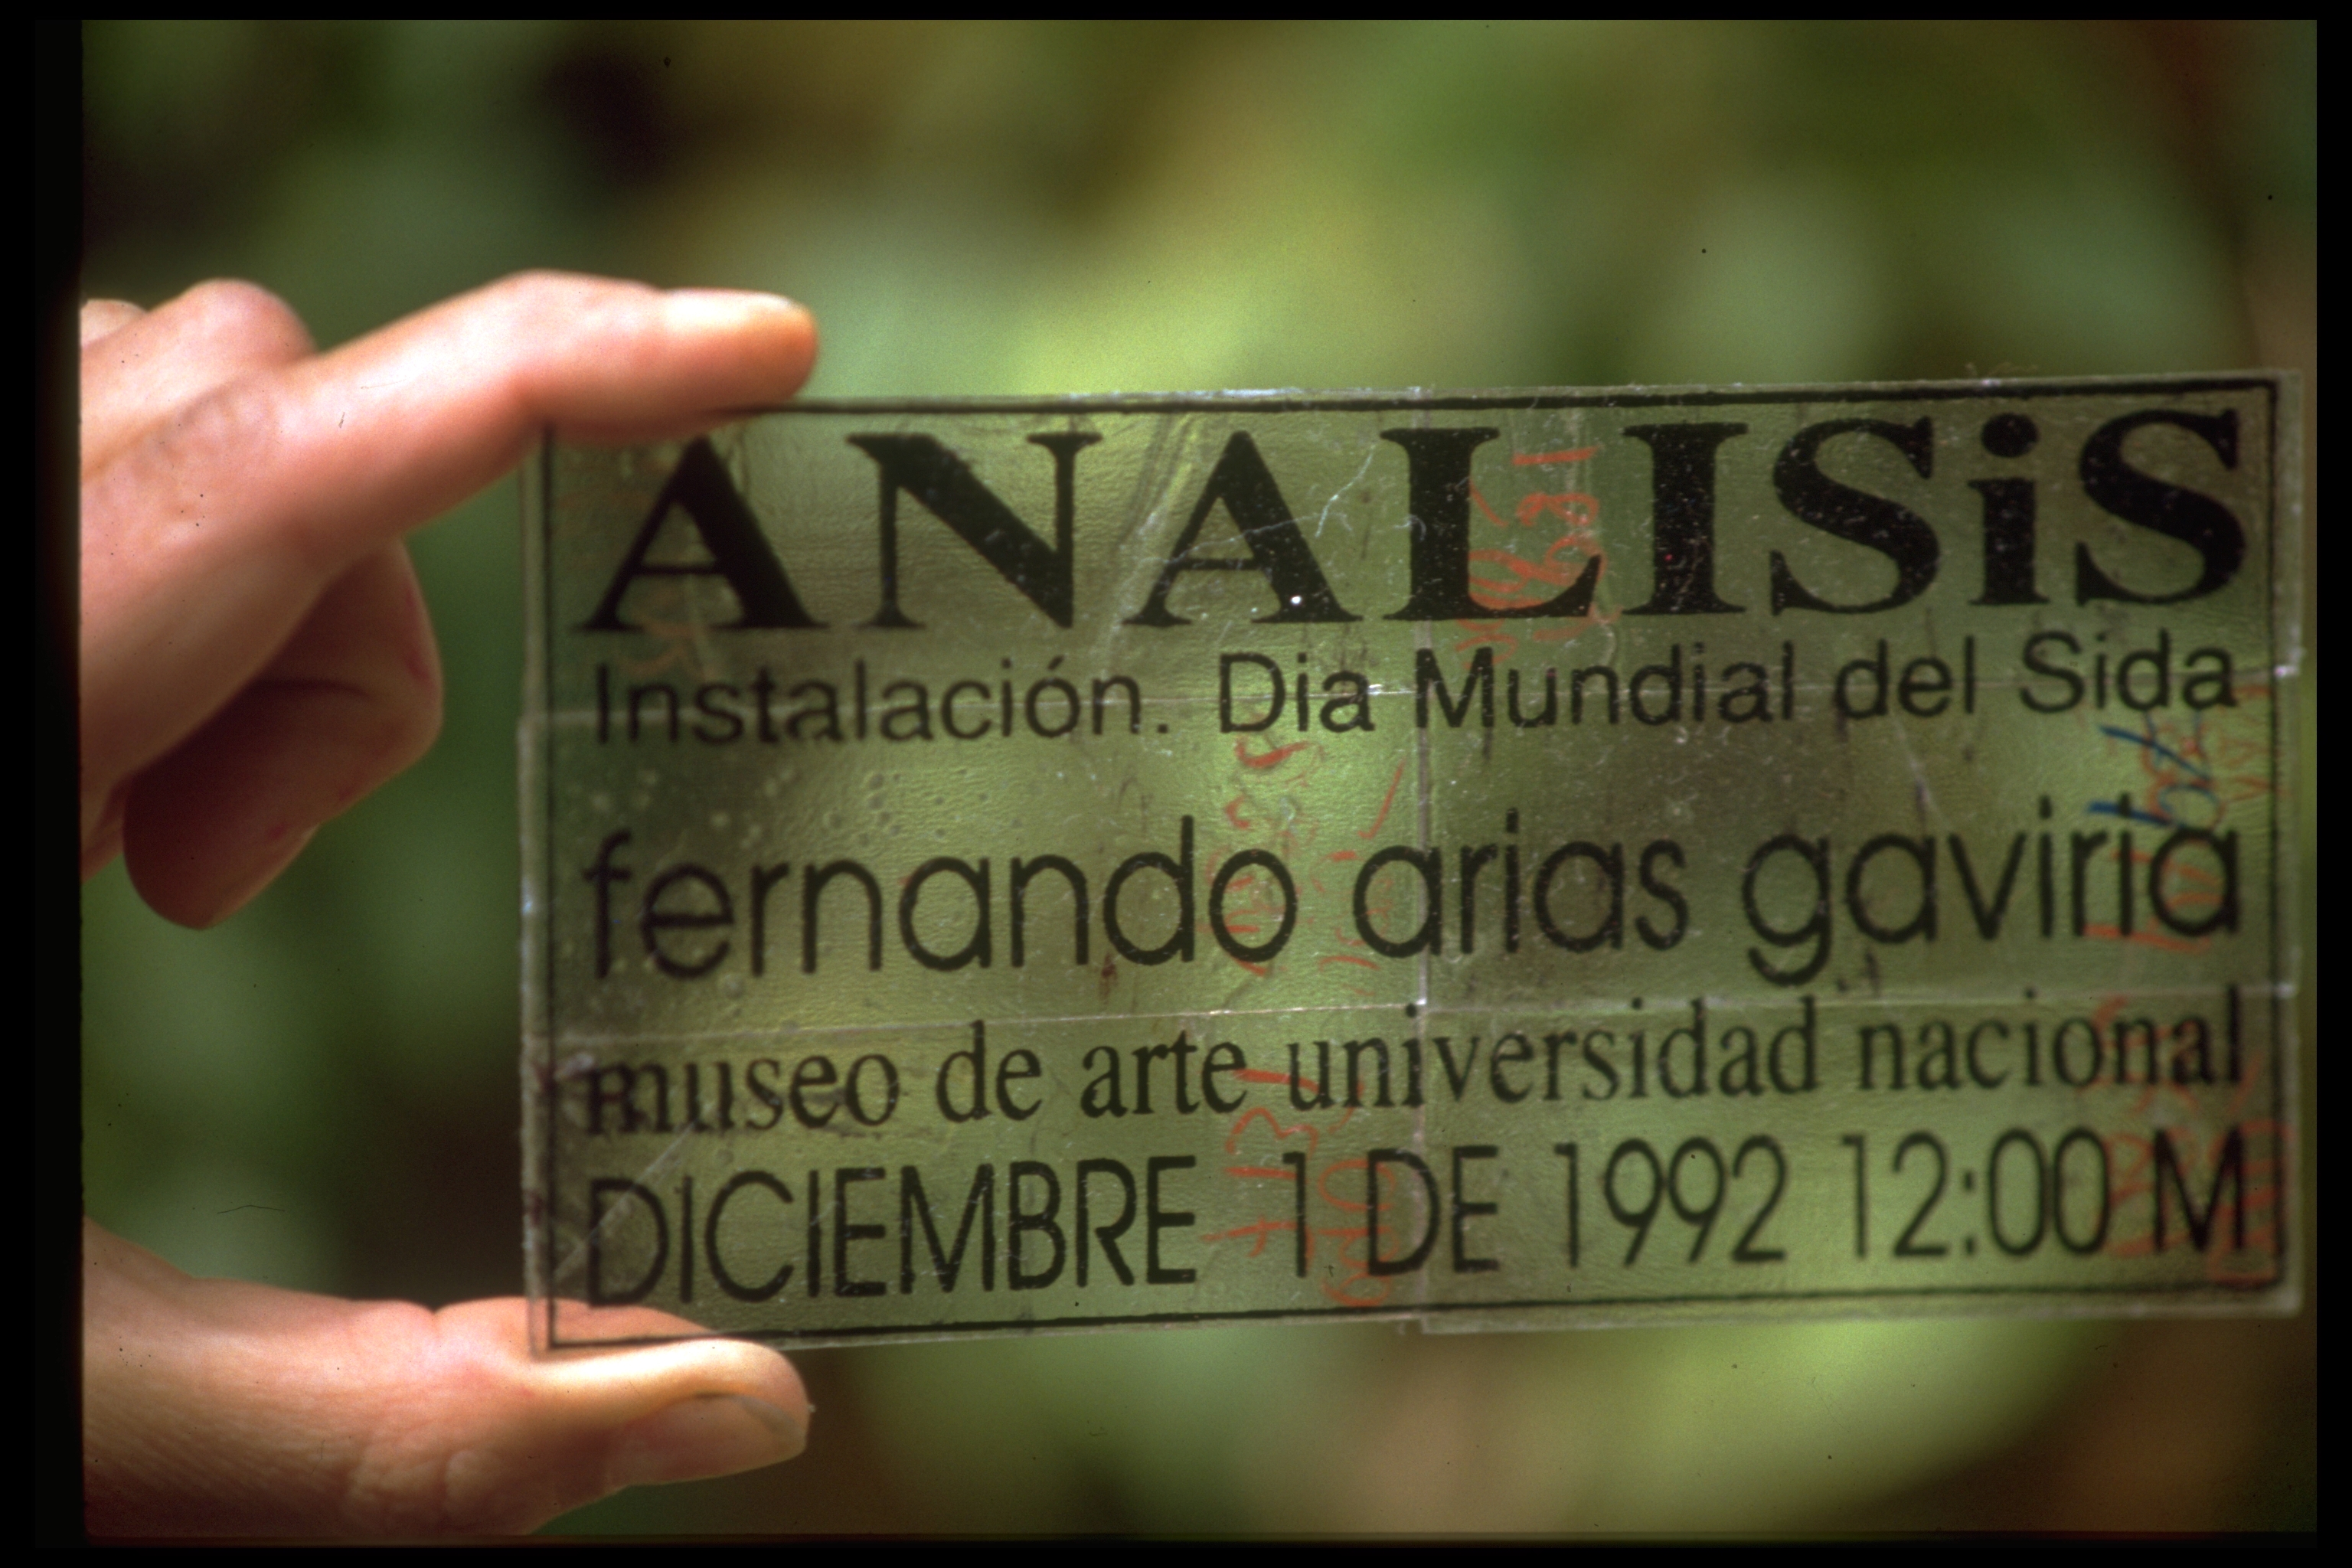 ANALISiS
Instalación. Dia Mundial del Sida
fernando arias gaviria
museo de arte universidad nacional
DICIEMBRE 1 DE 1992 12:00 M